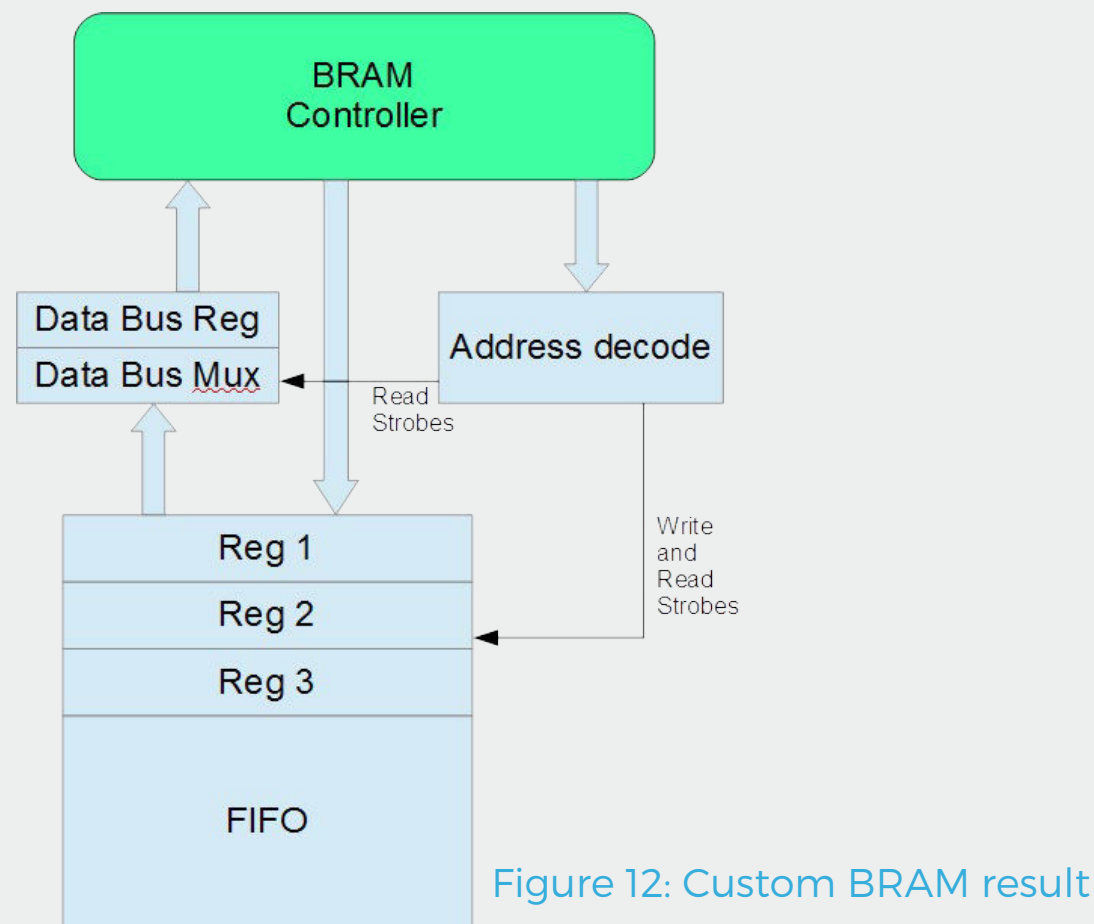 BRAM
Controller
Data Bus Reg
Data Bus Mux
Address decode
Read
Strobes
Reg 1
Write
and
Read
Strobes
Reg 2
Reg 3
FIFO
Figure 12: Custom BRAM result